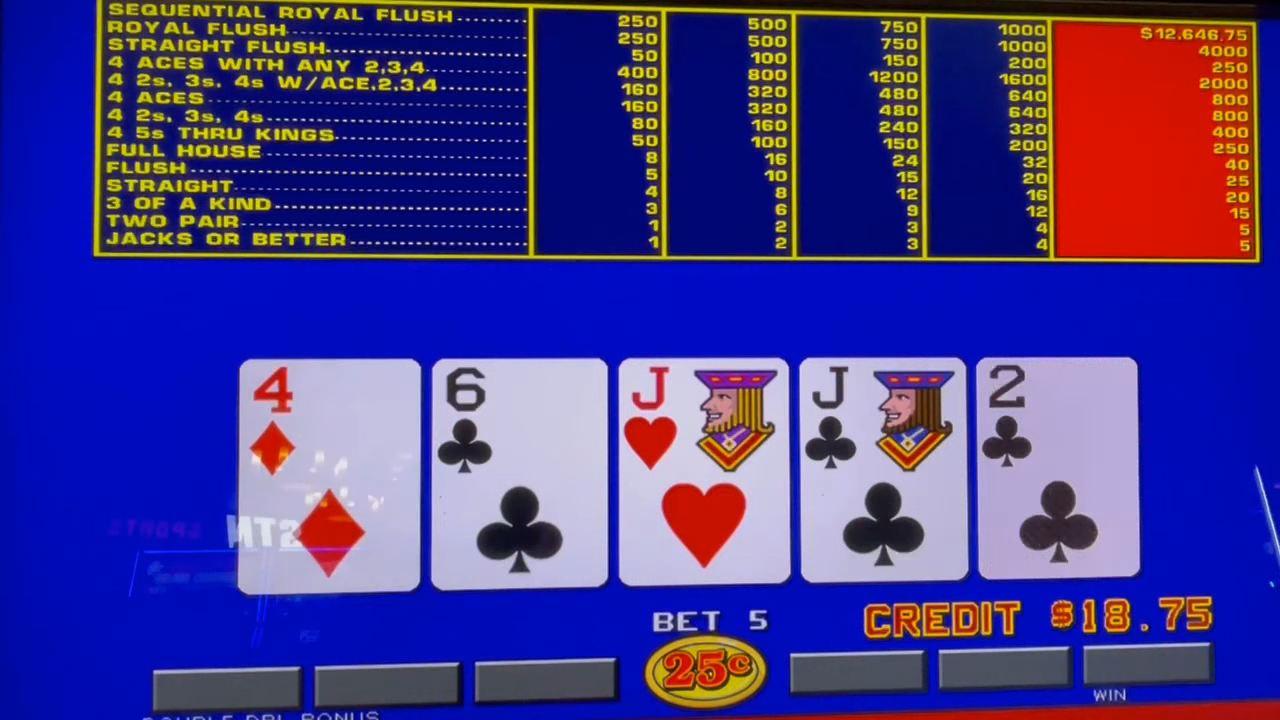 SEQUENTIAL ROYAL FLUSH 250 500 750 1000 $12,646.75
ROYAL FLUSH 250 500 750 1000 4000
STRAIGHT FLUSH 50 100 150 200 250
4 ACES WITH ANY 2,3,4 400 800 1200 1600 2000
4 2s, 3s, 4s W/ACE,2,3,4 160 320 480 640 800
4 ACES 160 320 480 640 800
4 2s, 3s, 4s 80 160 240 320 400
4 5s THRU KINGS 50 100 150 200 250
FULL HOUSE 8 16 24 32 40
FLUSH 5 10 15 20 25
STRAIGHT 4 8 12 16 20
3 OF A KIND 3 6 9 12 15
TWO PAIR 1 2 3 4 5
JACKS OR BETTER 1 2 3 4 5
4 6 J J 2
STN SPORTS
BET 5 CREDIT $18.75
25¢
WIN
DOUBLE DBL BONUS